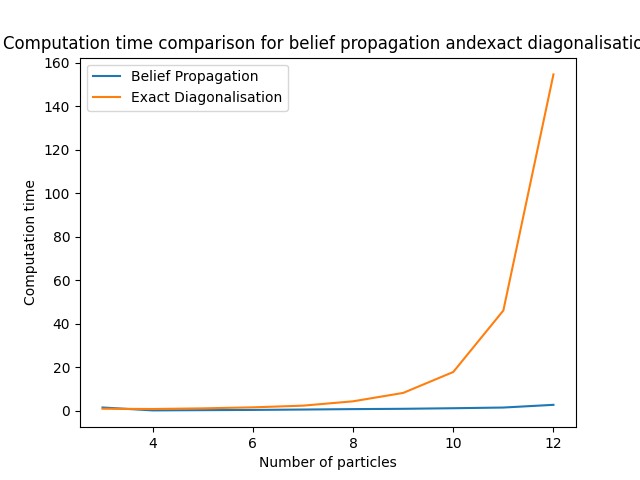 Computation time comparison for belief propagation andexact diagonalisatio
Belief Propagation
Exact Diagonalisation
Computation time
160
140
120
100
80
60
40
20
0
4 6 8 10 12
Number of particles